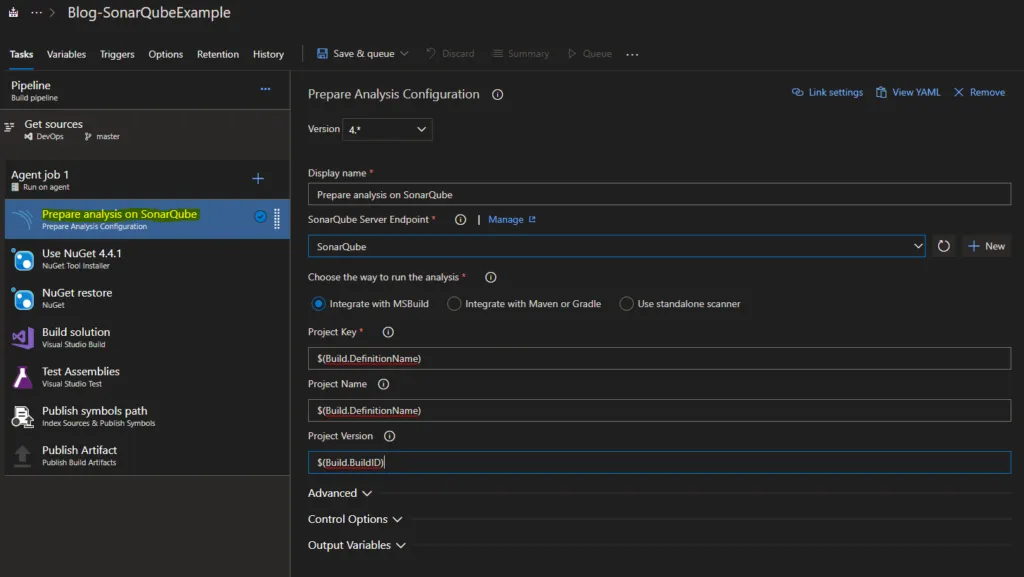 ··· > Blog-SonarQubeExample
Tasks Variables Triggers Options Retention History | Save & queue Discard Summary Queue ···
Pipeline ···
Build pipeline
Get sources
DevOps master
Agent job 1 +
Run on agent
Prepare analysis on SonarQube
Prepare Analysis Configuration
Use NuGet 4.4.1
NuGet Tool Installer
NuGet restore
NuGet
Build solution
Visual Studio Build
Test Assemblies
Visual Studio Test
Publish symbols path
Index Sources & Publish Symbols
Publish Artifact
Publish Build Artifacts
Prepare Analysis Configuration
Link settings View YAML Remove
Version 4.*
Display name *
Prepare analysis on SonarQube
SonarQube Server Endpoint * | Manage
SonarQube
+ New
Choose the way to run the analysis *
Integrate with MSBuild Integrate with Maven or Gradle Use standalone scanner
Project Key *
$(Build.DefinitionName)
Project Name
$(Build.DefinitionName)
Project Version
$(Build.BuildID)
Advanced
Control Options
Output Variables